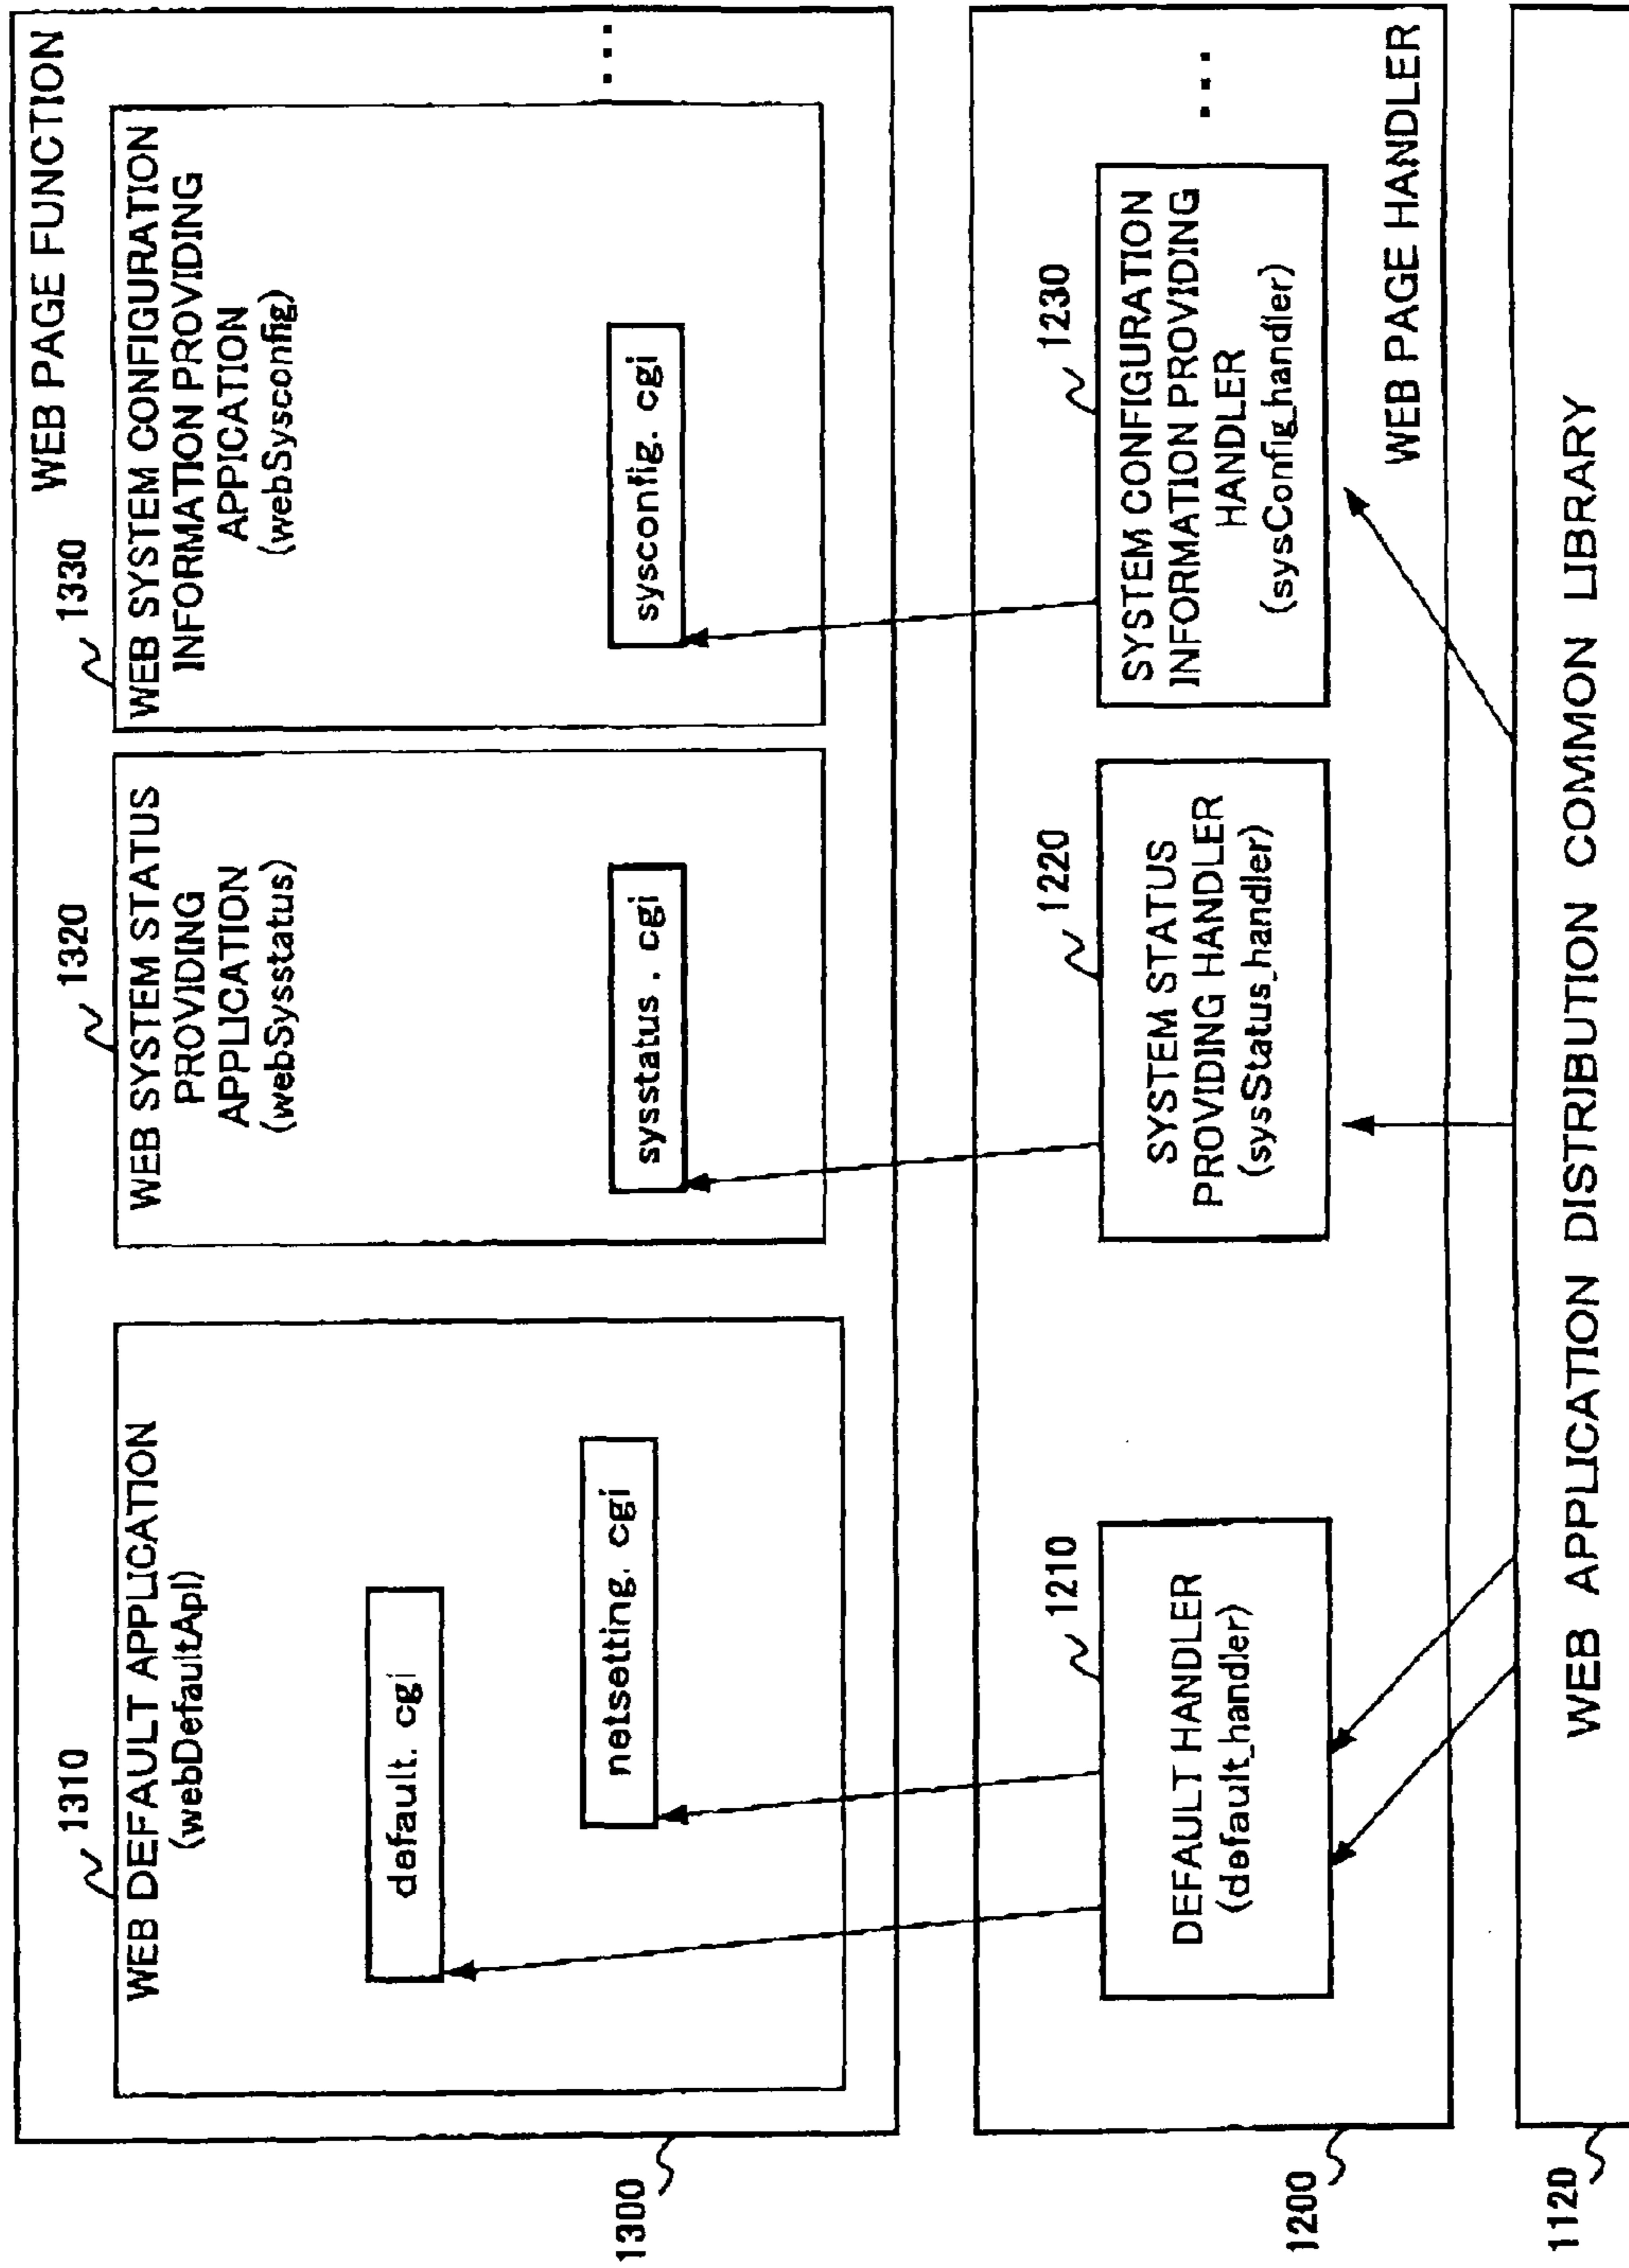 WEB PAGE FUNCTION
1310
WEB DEFAULT APPLICATION
(webDefaultApl)
default. cgi
netsetting. cgi
1320
WEB SYSTEM STATUS
PROVIDING
APPLICATION
(webSysstatus)
sysstatus . cgi
1330
WEB SYSTEM CONFIGURATION
INFORMATION PROVIDING
APPICATION
(webSysconfig)
sysconfig. cgi
...
1300
1210
DEFAULT HANDLER
(default_handler)
1220
SYSTEM STATUS
PROVIDING HANDLER
(sysStatus_handler)
1230
SYSTEM CONFIGURATION
INFORMATION PROVIDING
HANDLER
(sysConfig_handler)
...
WEB PAGE HANDLER
1200
WEB APPLICATION DISTRIBUTION COMMON LIBRARY
1120